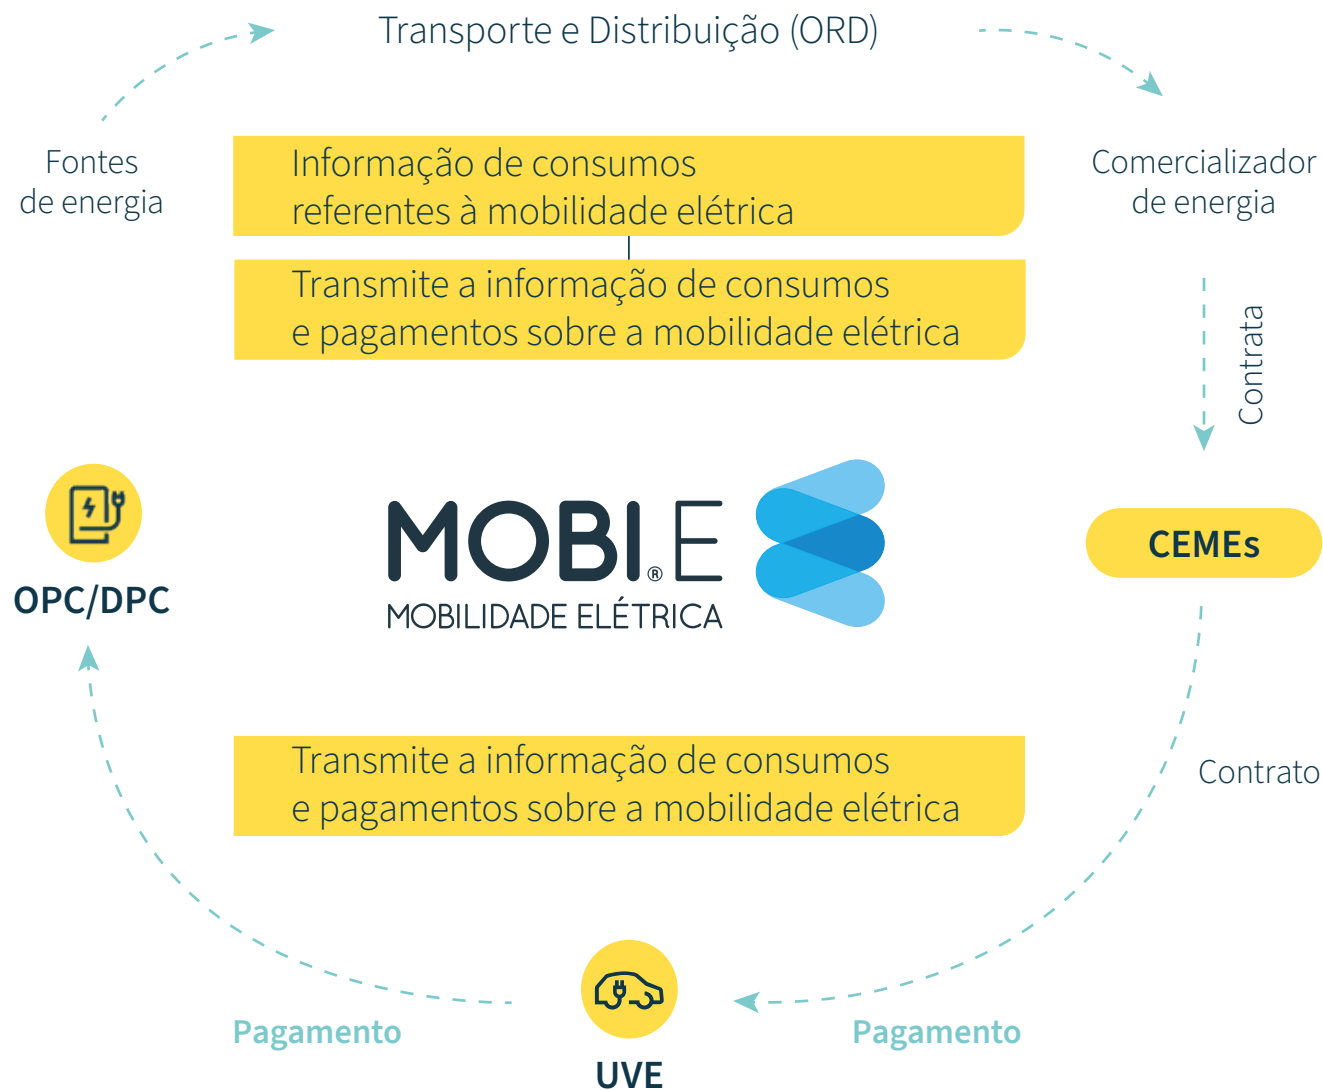 Transporte e Distribuição (ORD)
Fontes
de energia
Informação de consumos
referentes à mobilidade elétrica
Comercializador
de energia
Transmite a informação de consumos
e pagamentos sobre a mobilidade elétrica
Contrata
MOBI.E
®
MOBILIDADE ELÉTRICA
CEMEs
OPC/DPC
Transmite a informação de consumos
e pagamentos sobre a mobilidade elétrica
Contrato
Pagamento
Pagamento
UVE